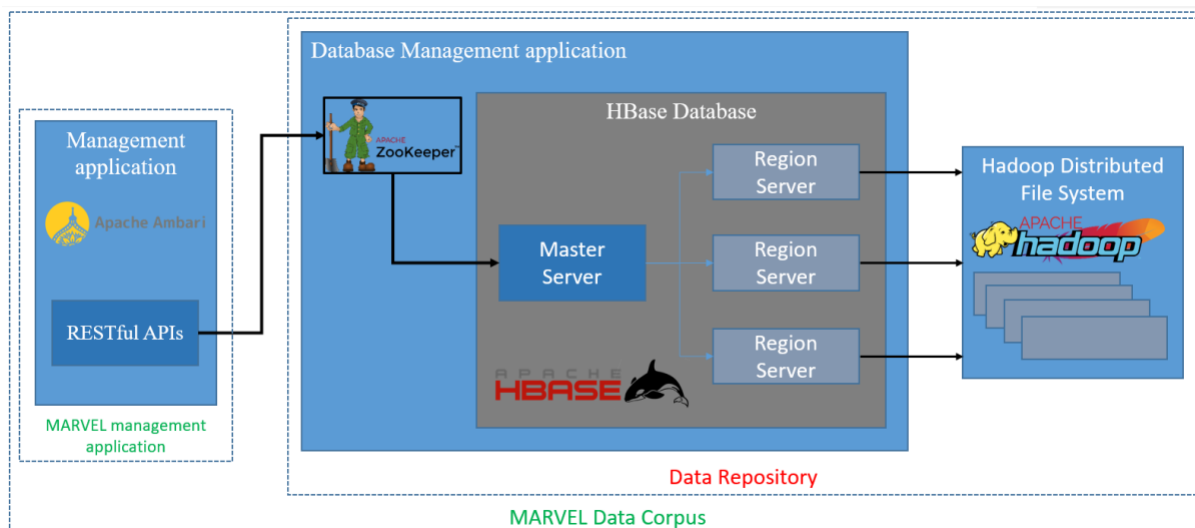 Database Management application
HBase Database
APACHE
ZooKeeper™
Management
application
Apache Ambari
RESTful APIs
MARVEL management
application
Master
Server
Region
Server
Region
Server
Region
Server
APACHE
HBASE
Hadoop Distributed
File System
APACHE
hadoop
Data Repository
MARVEL Data Corpus